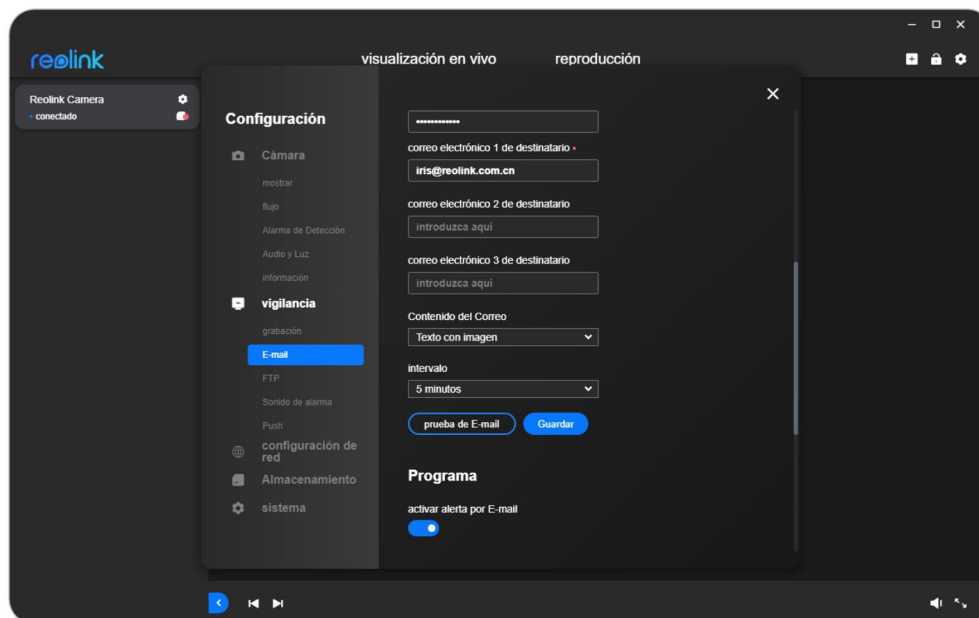 reolink
visualización en vivo
reproducción
Reolink Camera
conectado
Configuración
Cámara
mostrar
flujo
Alarma de Detección
Audio y Luz
información
vigilancia
grabación
E-mail
FTP
Sonido de alarma
Push
configuración de
red
Almacenamiento
sistema
••••••••••••
correo electrónico 1 de destinatario •
iris@reolink.com.cn
correo electrónico 2 de destinatario
introduzca aquí
correo electrónico 3 de destinatario
introduzca aquí
Contenido del Correo
Texto con imagen
intervalo
5 minutos
prueba de E-mail
Guardar
Programa
activar alerta por E-mail